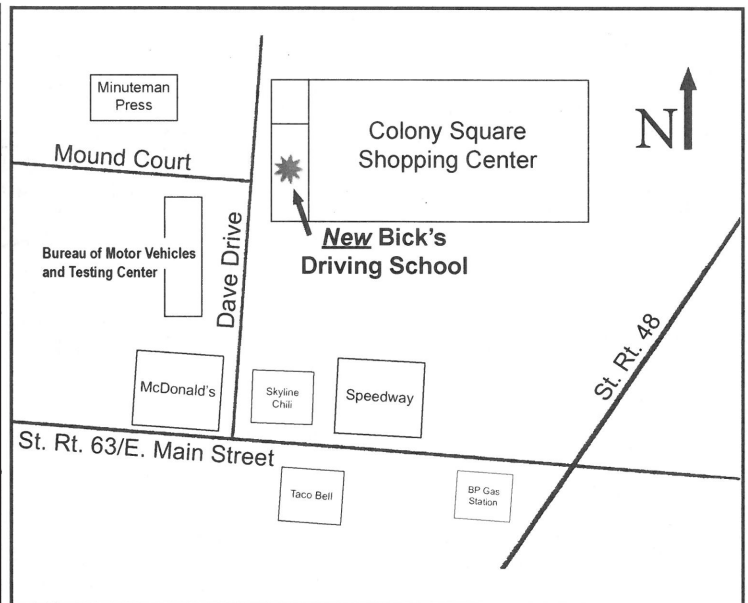 Minuteman
Press
Colony Square
Shopping Center
N
Mound Court
New Bick's
Driving School
Bureau of Motor Vehicles
and Testing Center
Dave Drive
St. Rt. 48
McDonald's
Skyline
Chili
Speedway
St. Rt. 63/E. Main Street
Taco Bell
BP Gas
Station